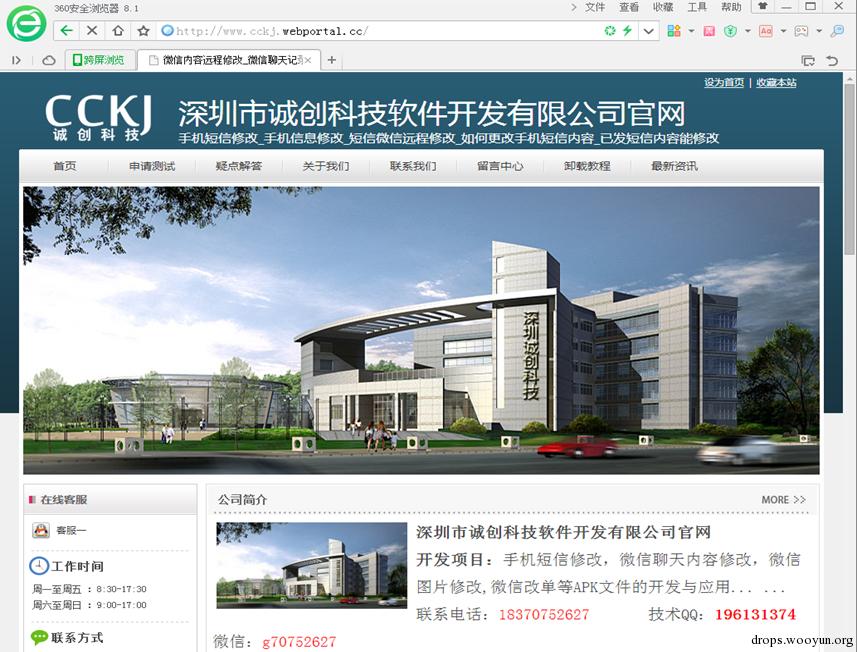 360安全浏览器 8.1
文件 查看 收藏 工具 帮助
http://www.cckj.webportal.cc/
跨屏浏览
微信内容远程修改_微信聊天记
设为首页 | 收藏本站
CCKJ
诚创科技
深圳市诚创科技软件开发有限公司官网
手机短信修改_手机信息修改_短信微信远程修改_如何更改手机短信内容_已发短信内容能修改
首页 申请测试 疑点解答 关于我们 联系我们 留言中心 卸载教程 最新资讯
深圳诚创科技
在线客服
客服一
工作时间
周一至周五 : 8:30-17:30
周六至周日 : 9:00-17:00
联系方式
公司简介 MORE >>
深圳市诚创科技软件开发有限公司官网
开发项目: 手机短信修改, 微信聊天内容修改, 微信
图片修改,微信改单等APK文件的开发与应用... ...
联系电话: 18370752627 技术QQ: 196131374
微信: g70752627
drops.wooyun.org